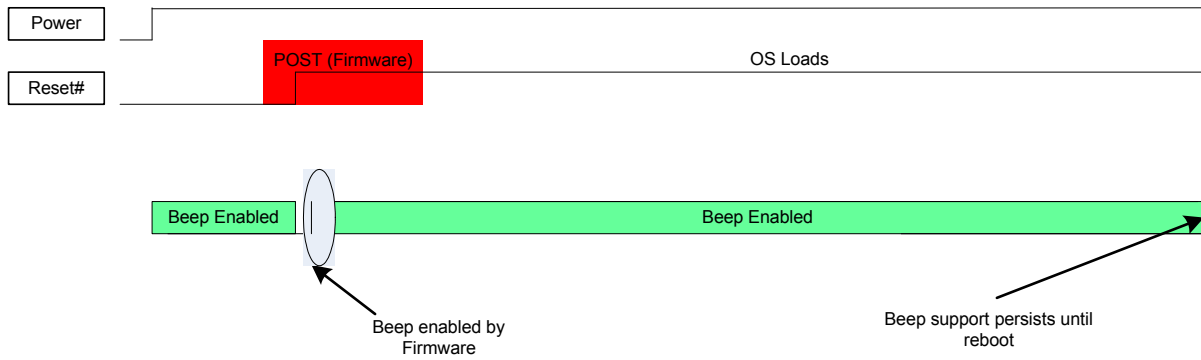 Power
POST (Firmware)
OS Loads
Reset#
Beep Enabled
Beep Enabled
Beep enabled by
Firmware
Beep support persists until
reboot